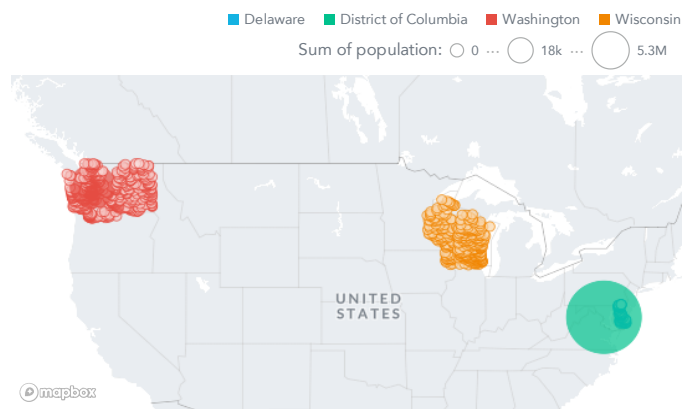 Delaware District of Columbia Washington Wisconsin
Sum of population: 0 ··· 18k ··· 5.3M
UNITED
STATES
mapbox